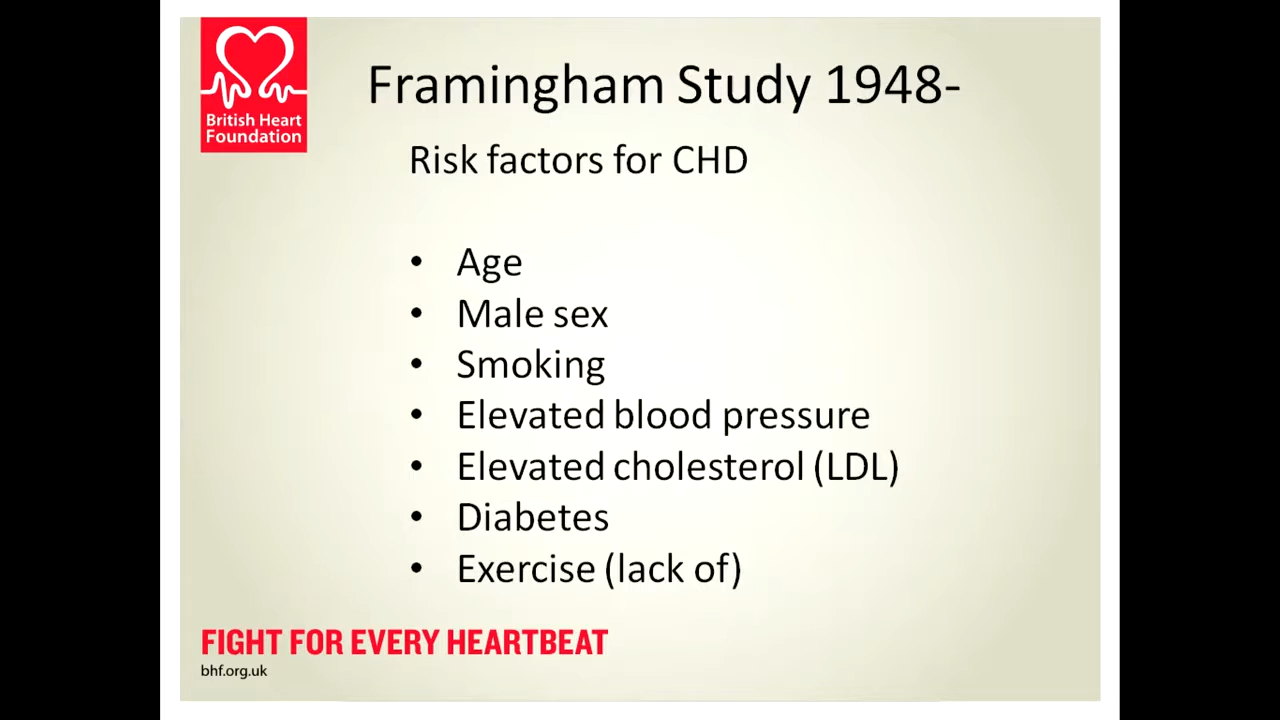 British Heart
Foundation
Framingham Study 1948-
Risk factors for CHD
• Age
• Male sex
• Smoking
• Elevated blood pressure
• Elevated cholesterol (LDL)
• Diabetes
• Exercise (lack of)
FIGHT FOR EVERY HEARTBEAT
bhf.org.uk